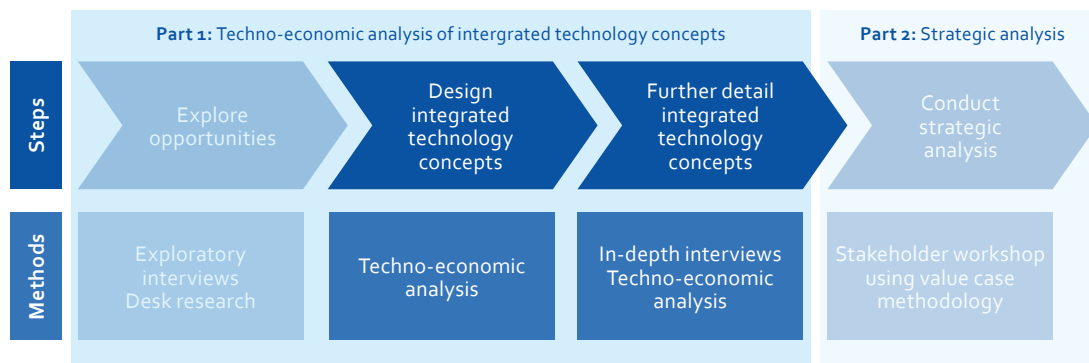 Part 1: Techno-economic analysis of intergrated technology concepts
Part 2: Strategic analysis
Steps
Explore
opportunities
Design
integrated
technology
concepts
Further detail
integrated
technology
concepts
Conduct
strategic
analysis
Methods
Exploratory
interviews
Desk research
Techno-economic
analysis
In-depth interviews
Techno-economic
analysis
Stakeholder workshop
using value case
methodology